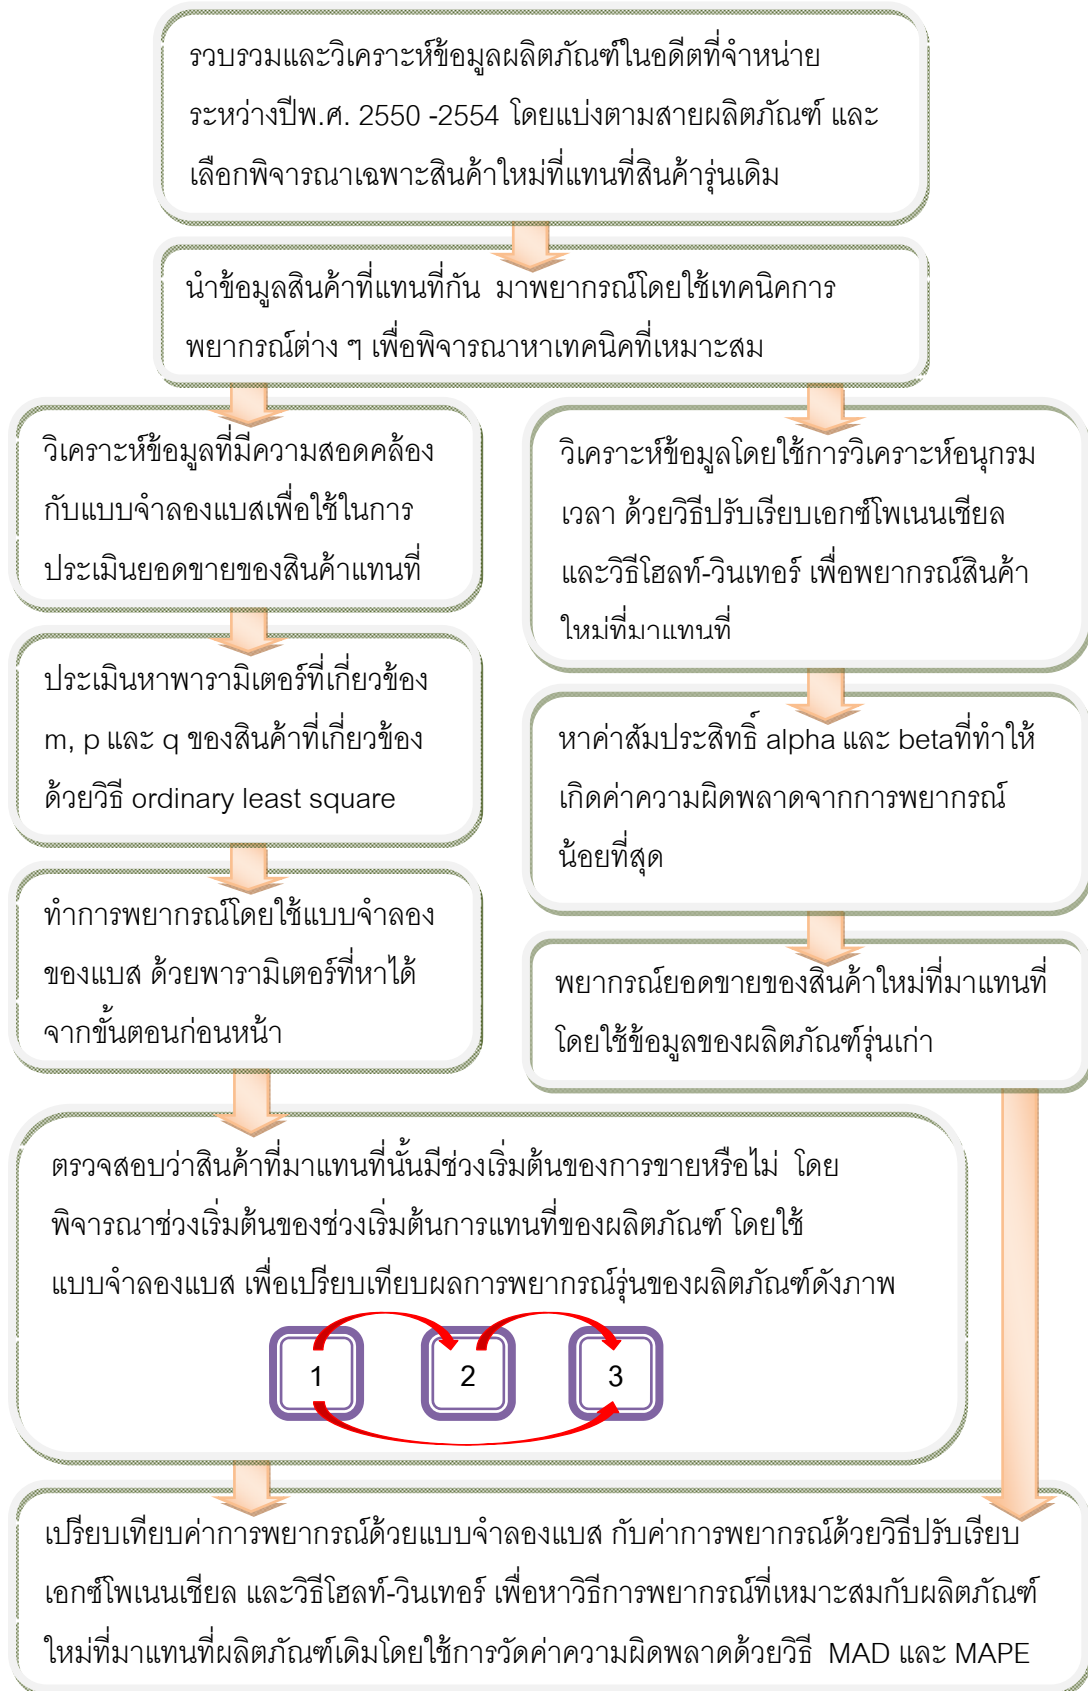 รวบรวมและวิเคราะห์ข้อมูลผลิตภัณฑ์ในอดีตที่จำหน่าย
ระหว่างปีพ.ศ. 2550 -2554 โดยแบ่งตามสายผลิตภัณฑ์ และ
เลือกพิจารณาเฉพาะสินค้าใหม่ที่แทนที่สินค้ารุ่นเดิม
นำข้อมูลสินค้าที่แทนที่กัน มาพยากรณ์โดยใช้เทคนิคการ
พยากรณ์ต่าง ๆ เพื่อพิจารณาหาเทคนิคที่เหมาะสม
วิเคราะห์ข้อมูลที่มีความสอดคล้อง
กับแบบจำลองแบสเพื่อใช้ในการ
ประเมินยอดขายของสินค้าแทนที่
ประเมินหาพารามิเตอร์ที่เกี่ยวข้อง
m, p และ q ของสินค้าที่เกี่ยวข้อง
ด้วยวิธี ordinary least square
ทำการพยากรณ์โดยใช้แบบจำลอง
ของแบส ด้วยพารามิเตอร์ที่หาได้
จากขั้นตอนก่อนหน้า
วิเคราะห์ข้อมูลโดยใช้การวิเคราะห์อนุกรม
เวลา ด้วยวิธีปรับเรียบเอกซ์โพเนนเชียล
และวิธีโฮลท์-วินเทอร์ เพื่อพยากรณ์สินค้า
ใหม่ที่มาแทนที่
หาค่าสัมประสิทธิ์ alpha และ betaที่ทำให้
เกิดค่าความผิดพลาดจากการพยากรณ์
น้อยที่สุด
พยากรณ์ยอดขายของสินค้าใหม่ที่มาแทนที่
โดยใช้ข้อมูลของผลิตภัณฑ์รุ่นเก่า
ตรวจสอบว่าสินค้าที่มาแทนที่นั้นมีช่วงเริ่มต้นของการขายหรือไม่ โดย
พิจารณาช่วงเริ่มต้นของช่วงเริ่มต้นการแทนที่ของผลิตภัณฑ์ โดยใช้
แบบจำลองแบส เพื่อเปรียบเทียบผลการพยากรณ์รุ่นของผลิตภัณฑ์ดังภาพ
1 2 3
เปรียบเทียบค่าการพยากรณ์ด้วยแบบจำลองแบส กับค่าการพยากรณ์ด้วยวิธีปรับเรียบ
เอกซ์โพเนนเชียล และวิธีโฮลท์-วินเทอร์ เพื่อหาวิธีการพยากรณ์ที่เหมาะสมกับผลิตภัณฑ์
ใหม่ที่มาแทนที่ผลิตภัณฑ์เดิมโดยใช้การวัดค่าความผิดพลาดด้วยวิธี MAD และ MAPE